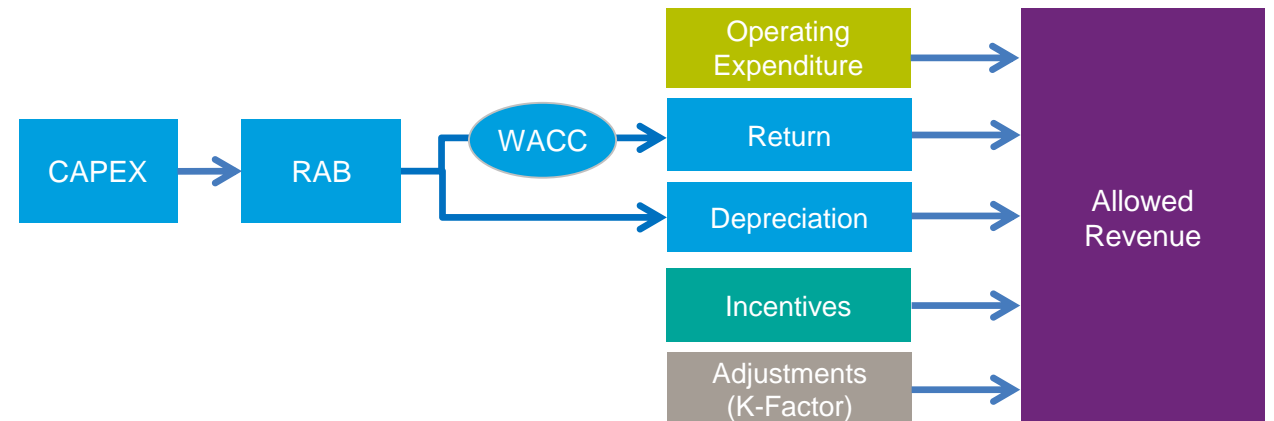 CAPEX
RAB
WACC
Operating
Expenditure
Return
Depreciation
Incentives
Adjustments
(K-Factor)
Allowed
Revenue